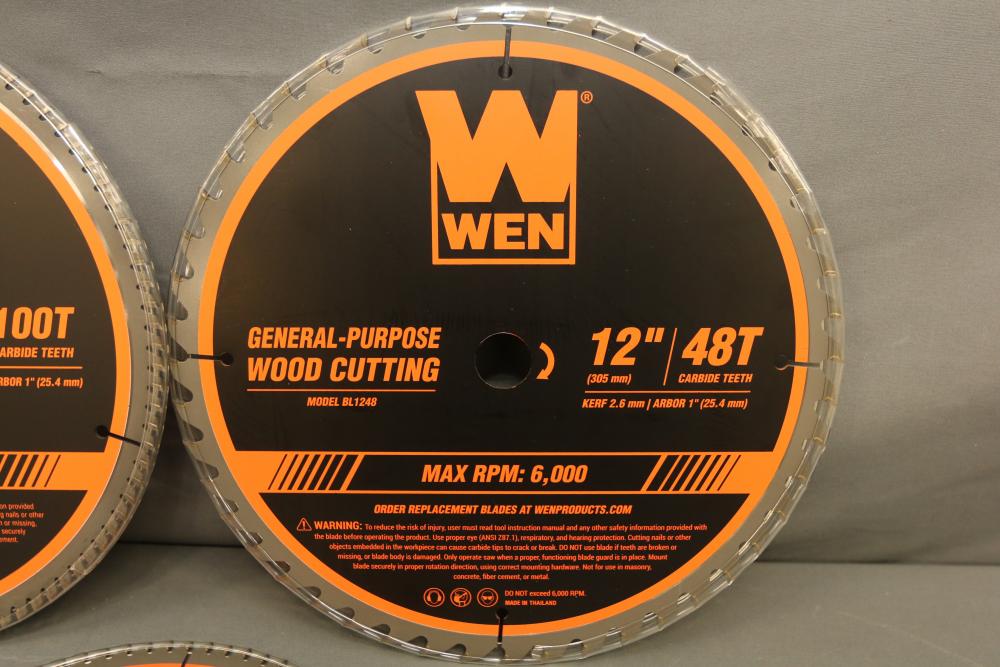 WEN
®
GENERAL-PURPOSE
WOOD CUTTING
MODEL BL1248
12" | 48T
(305 mm) CARBIDE TEETH
KERF 2.6 mm | ARBOR 1" (25.4 mm)
MAX RPM: 6,000
ORDER REPLACEMENT BLADES AT WENPRODUCTS.COM
WARNING: To reduce the risk of injury, user must read tool instruction manual and any other safety information provided with
the blade before operating the product. Use proper eye (ANSI Z87.1), respiratory, and hearing protection. Cutting nails or other
objects embedded in the workpiece can cause carbide tips to crack or break. DO NOT use blade if teeth are broken or
missing, or blade body is damaged. Only operate saw when a proper, functioning blade guard is in place. Mount
blade securely in proper rotation direction, using correct mounting hardware. Not for use in masonry,
concrete, fiber cement, or metal.
DO NOT exceed 6,000 RPM.
MADE IN THAILAND
100T
CARBIDE TEETH
ARBOR 1" (25.4 mm)
provided
nails or other
or missing,
securely